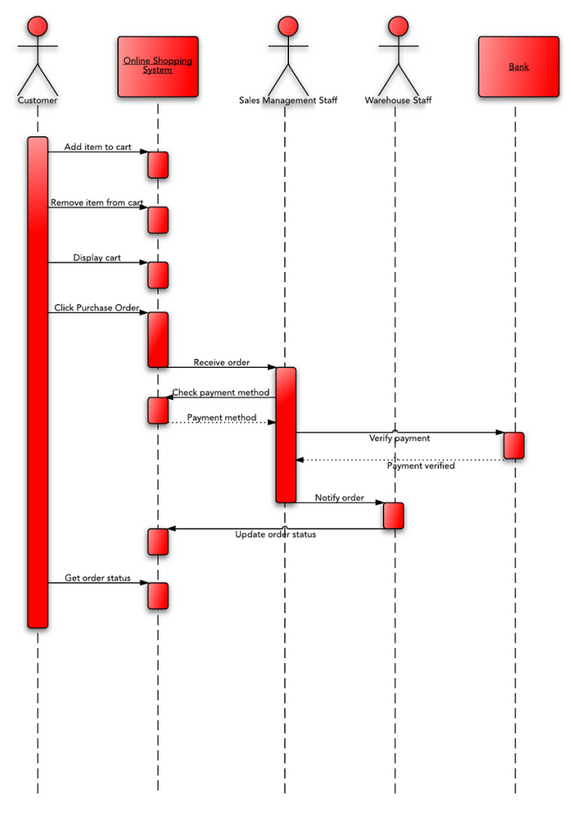 Online Shopping
System
Bank
Customer
Sales Management Staff
Warehouse Staff
Add item to cart
Remove item from cart
Display cart
Click Purchase Order
Receive order
Check payment method
Payment method
Verify payment
Payment verified
Notify order
Update order status
Get order status